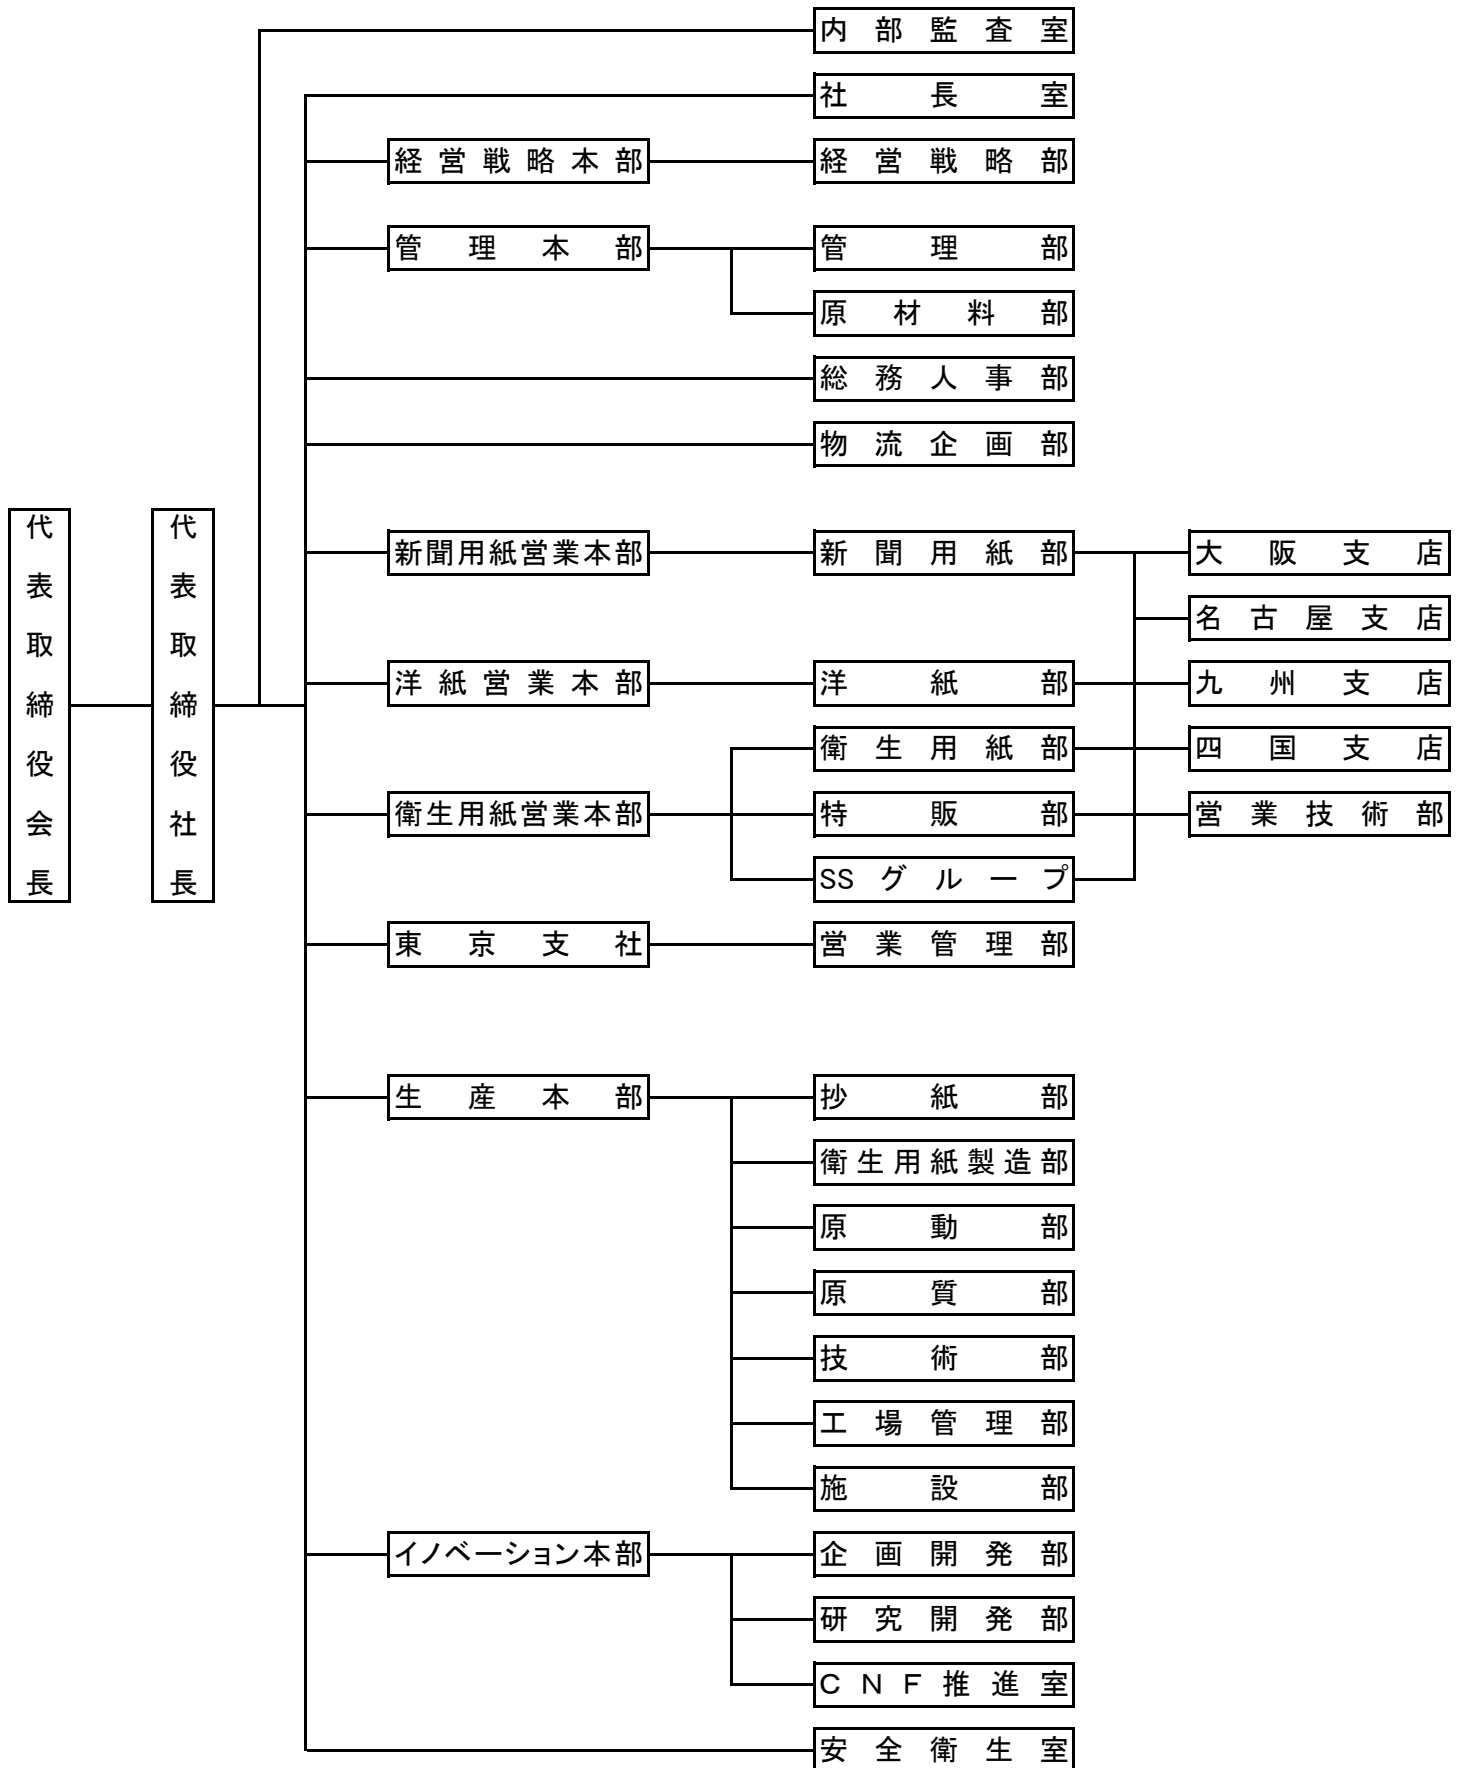 内部監査室
社長室
経営戦略本部 経営戦略部
管理本部 管理部
原材料部
総務人事部
物流企画部
代表取締役会長
代表取締役社長
新聞用紙営業本部 新聞用紙部 大阪支店
名古屋支店
洋紙営業本部 洋紙部 九州支店
衛生用紙部 四国支店
衛生用紙営業本部 特販部 営業技術部
SSグループ
東京支社 営業管理部
生産本部 抄紙部
衛生用紙製造部
原動部
原質部
技術部
工場管理部
施設部
イノベーション本部 企画開発部
研究開発部
CNF推進室
安全衛生室